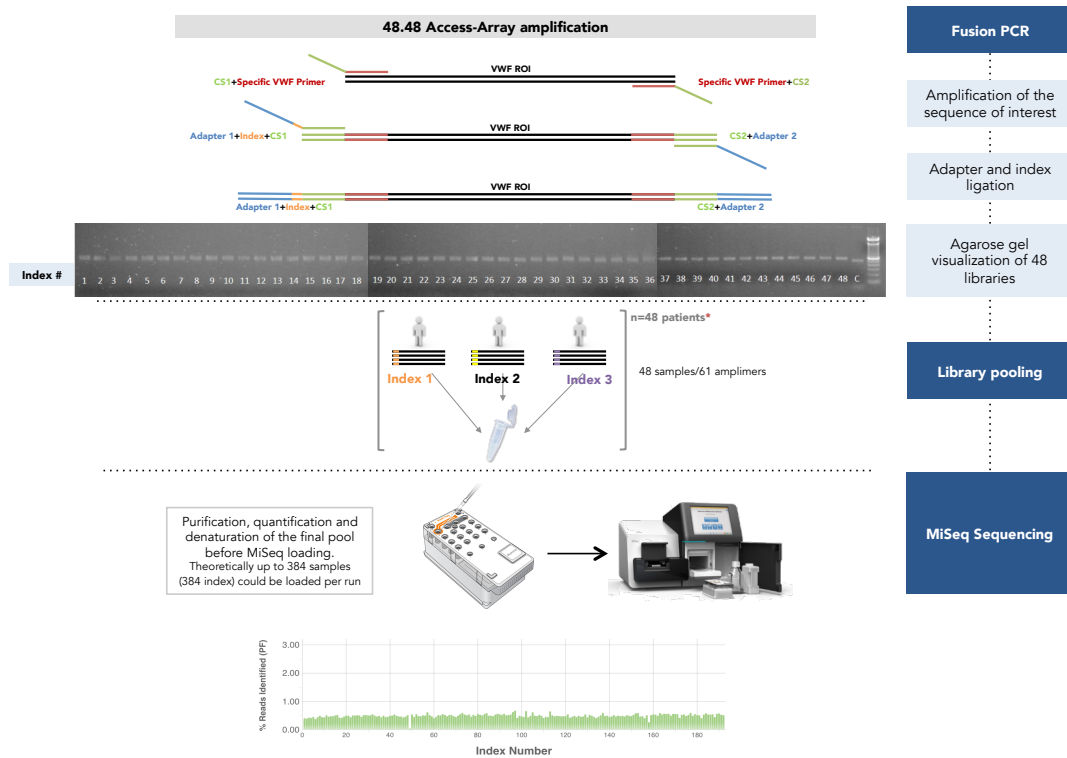 48.48 Access-Array amplification
Fusion PCR
VWF ROI
CS1+Specific VWF Primer
Specific VWF Primer+CS2
Amplification of the
sequence of interest
VWF ROI
Adapter 1+Index+CS1
CS2+Adapter 2
Adapter and index
ligation
VWF ROI
Adapter 1+Index+CS1
CS2+Adapter 2
Agarose gel
visualization of 48
libraries
Index #
1 2 3 4 5 6 7 8 9 10 11 12 13 14 15 16 17 18 19 20 21 22 23 24 25 26 27 28 29 30 31 32 33 34 35 36 37 38 39 40 41 42 43 44 45 46 47 48 C
n=48 patients*
48 samples/61 amplimers
Index 1 Index 2 Index 3
Library pooling
Purification, quantification and
denaturation of the final pool
before MiSeq loading.
Theoretically up to 384 samples
(384 index) could be loaded per run
MiSeq Sequencing
% Reads Identified (PF)
3.00
2.00
1.00
0.00
0 20 40 60 80 100 120 140 160 180
Index Number